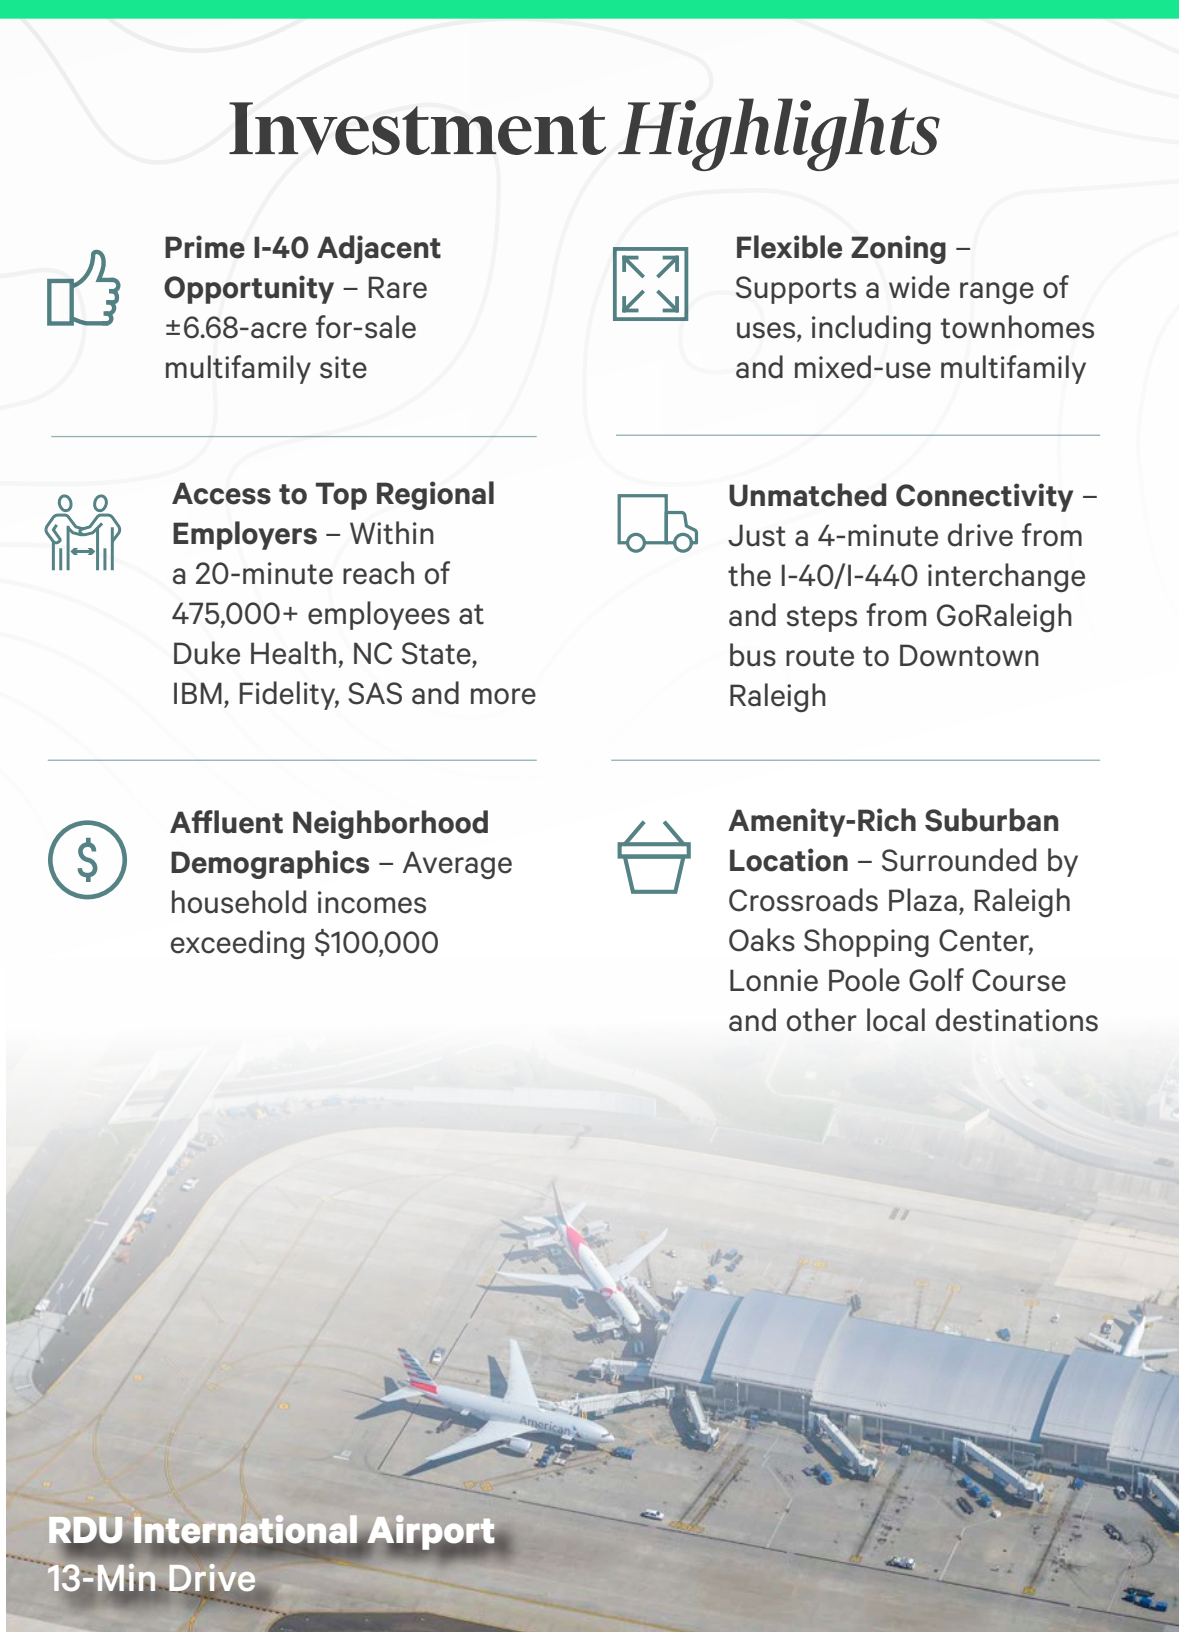 Investment Highlights
Prime I-40 Adjacent
Opportunity – Rare
±6.68-acre for-sale
multifamily site
Flexible Zoning –
Supports a wide range of
uses, including townhomes
and mixed-use multifamily
Access to Top Regional
Employers – Within
a 20-minute reach of
475,000+ employees at
Duke Health, NC State,
IBM, Fidelity, SAS and more
Unmatched Connectivity –
Just a 4-minute drive from
the I-40/I-440 interchange
and steps from GoRaleigh
bus route to Downtown
Raleigh
Affluent Neighborhood
Demographics – Average
household incomes
exceeding $100,000
$
Amenity-Rich Suburban
Location – Surrounded by
Crossroads Plaza, Raleigh
Oaks Shopping Center,
Lonnie Poole Golf Course
and other local destinations
American
RDU International Airport
13-Min Drive